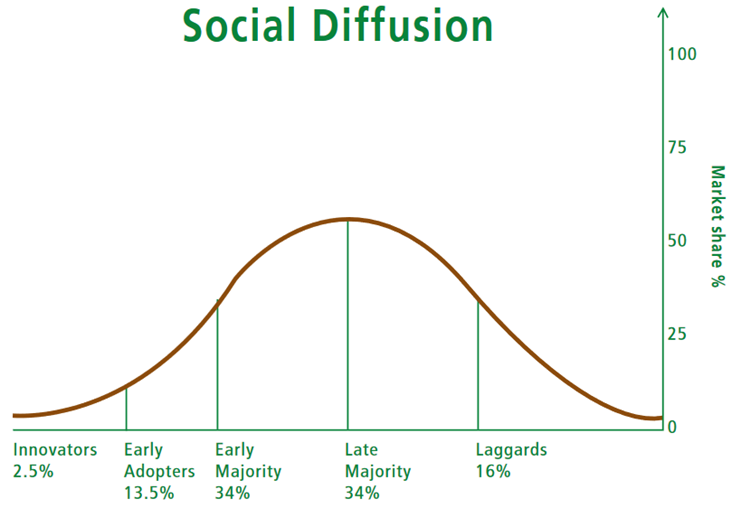 Social Diffusion
100
75
50
25
0
Market share %
Innovators
2.5%
Early
Adopters
13.5%
Early
Majority
34%
Late
Majority
34%
Laggards
16%